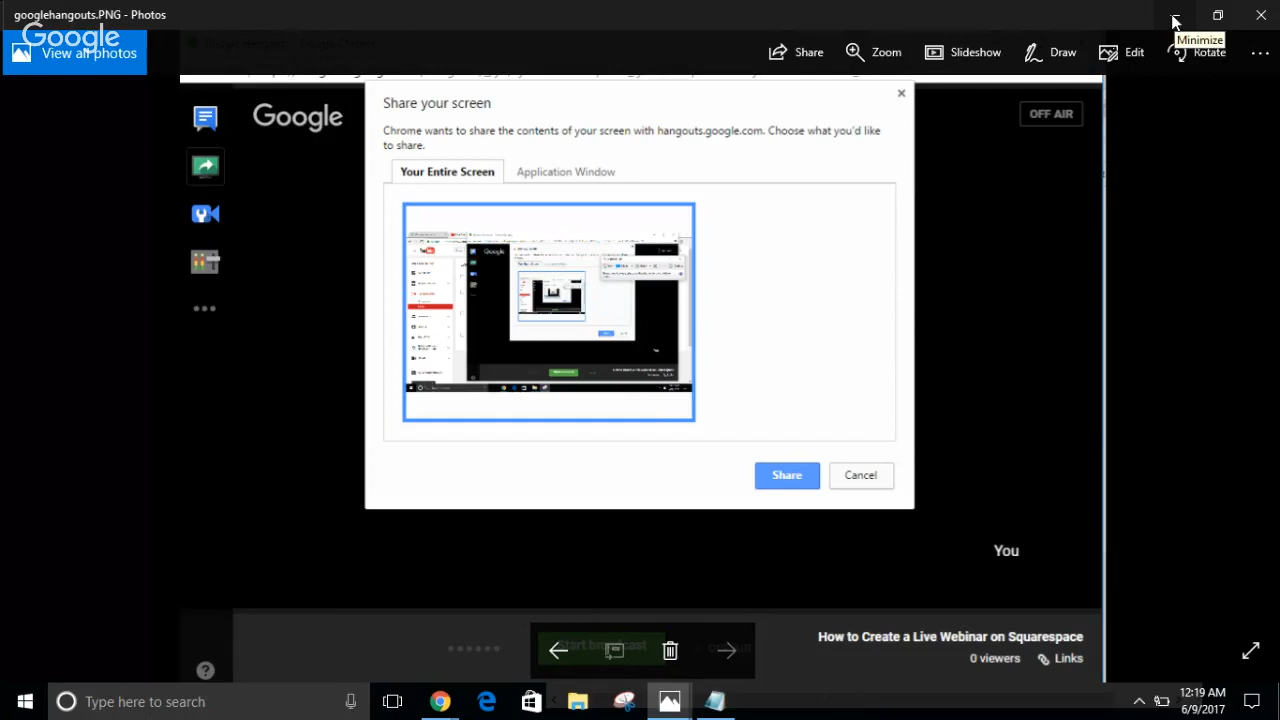 googlehangouts.PNG - Photos
Google
View all photos
Share
Zoom
Slideshow
Draw
Edit
Rotate
Minimize
Google
OFF AIR
Share your screen
Chrome wants to share the contents of your screen with hangouts.google.com. Choose what you'd like
to share.
Your Entire Screen
Application Window
Share
Cancel
You
Start broadcast
How to Create a Live Webinar on Squarespace
0 viewers
Links
Type here to search
12:19 AM
6/9/2017